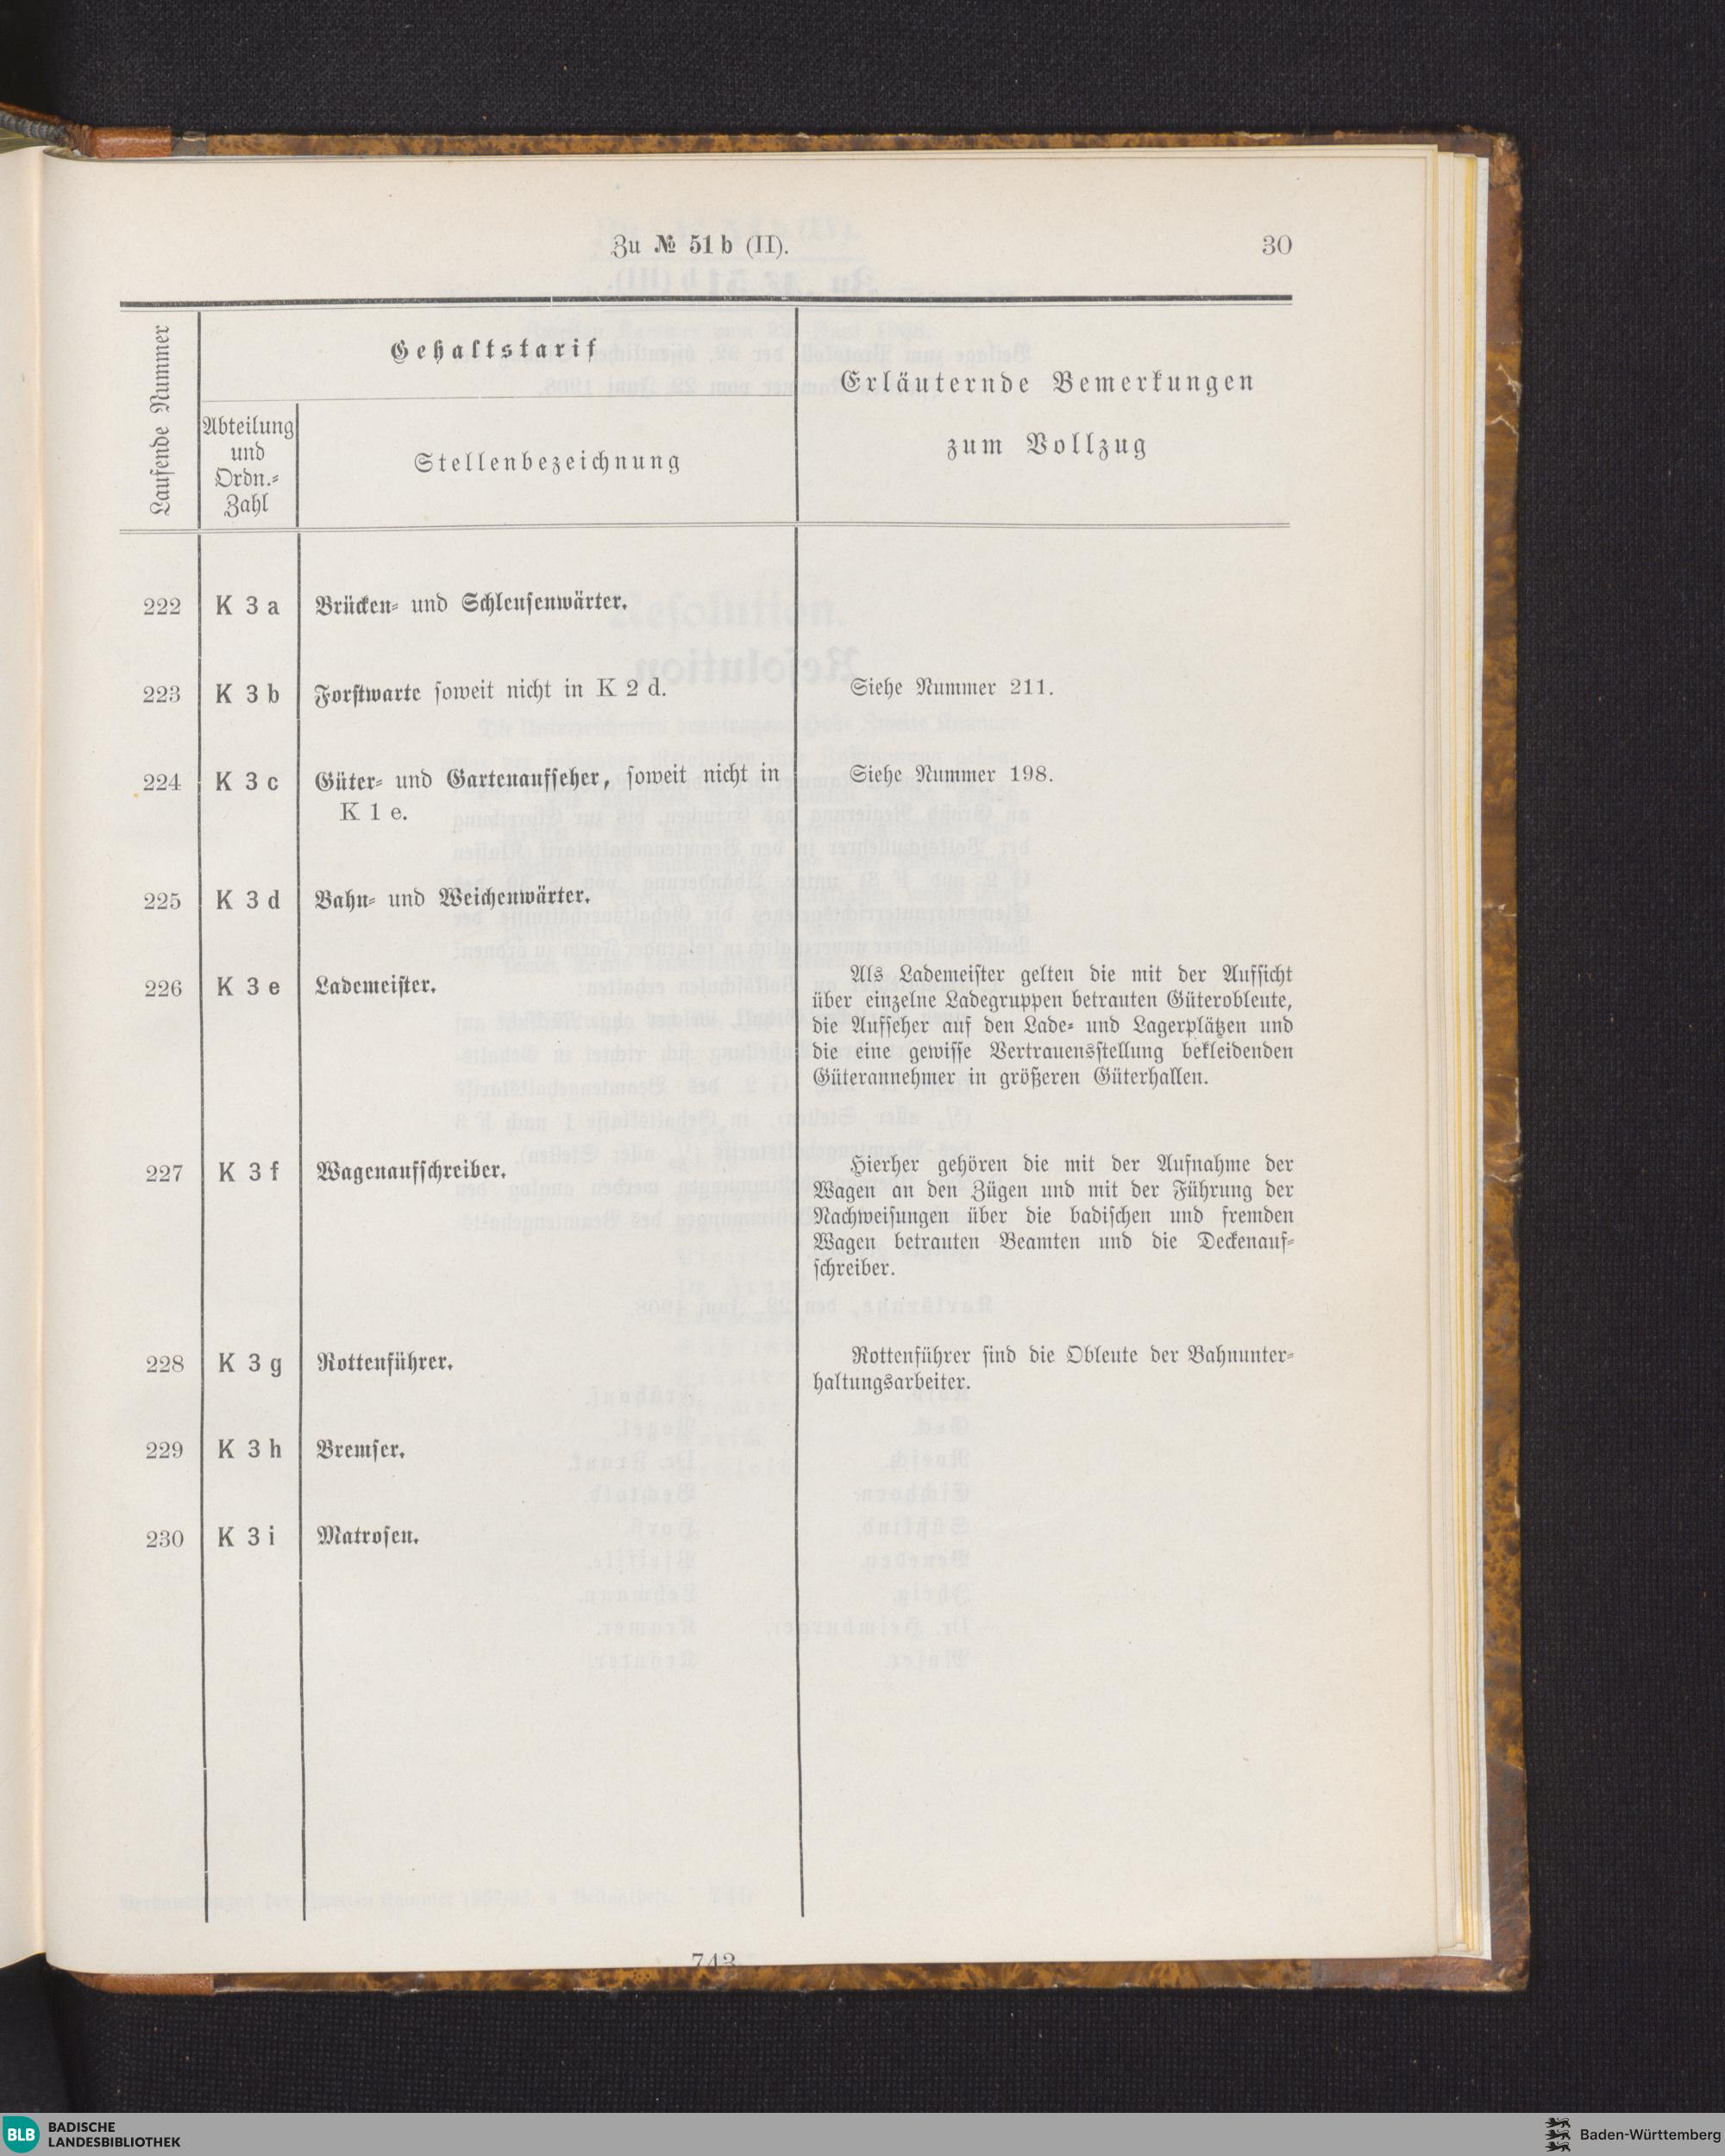 Zu № 51 b (II).
30
Laufende Nummer
Gehaltstarif
Abteilung
und
Ordn.-
Zahl
Stellenbezeichnung
Erläuternde Bemerkungen
zum Vollzug
222 K 3 a Brücken- und Schleusenwärter.
223 K 3 b Forstwarte soweit nicht in K 2 d. Siehe Nummer 211.
224 K 3 c Güter- und Gartenaufseher, soweit nicht in Siehe Nummer 198.
K 1 e.
225 K 3 d Bahn- und Weichenwärter.
226 K 3 e Lademeister.
Als Lademeister gelten die mit der Aufsicht
über einzelne Ladegruppen betrauten Güterobleute,
die Aufseher auf den Lade- und Lagerplätzen und
die eine gewisse Vertrauensstellung bekleidenden
Güterannehmer in größeren Güterhallen.
227 K 3 f Wagenaufschreiber.
Hierher gehören die mit der Aufnahme der
Wagen an den Zügen und mit der Führung der
Nachweisungen über die badischen und fremden
Wagen betrauten Beamten und die Deckenauf-
schreiber.
228 K 3 g Rottenführer.
Rottenführer sind die Obleute der Bahnunter-
haltungsarbeiter.
229 K 3 h Bremser.
230 K 3 i Matrosen.
743
BLB BADISCHE
LANDESBIBLIOTHEK
Baden-Württemberg